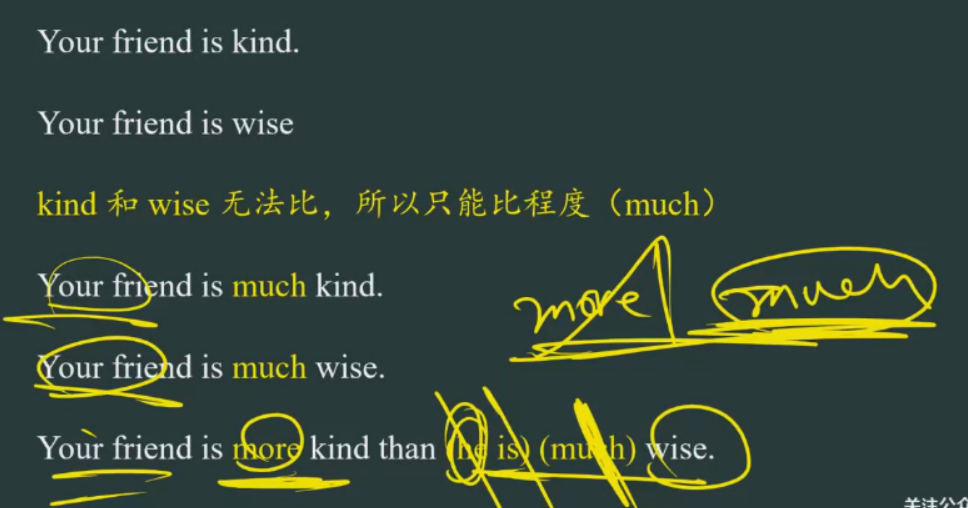 Your friend is kind.
Your friend is wise
kind 和 wise 无法比，所以只能比程度（much）
Your friend is much kind.
more much
Your friend is much wise.
Your friend is more kind than (he is) (much) wise.
关注公众